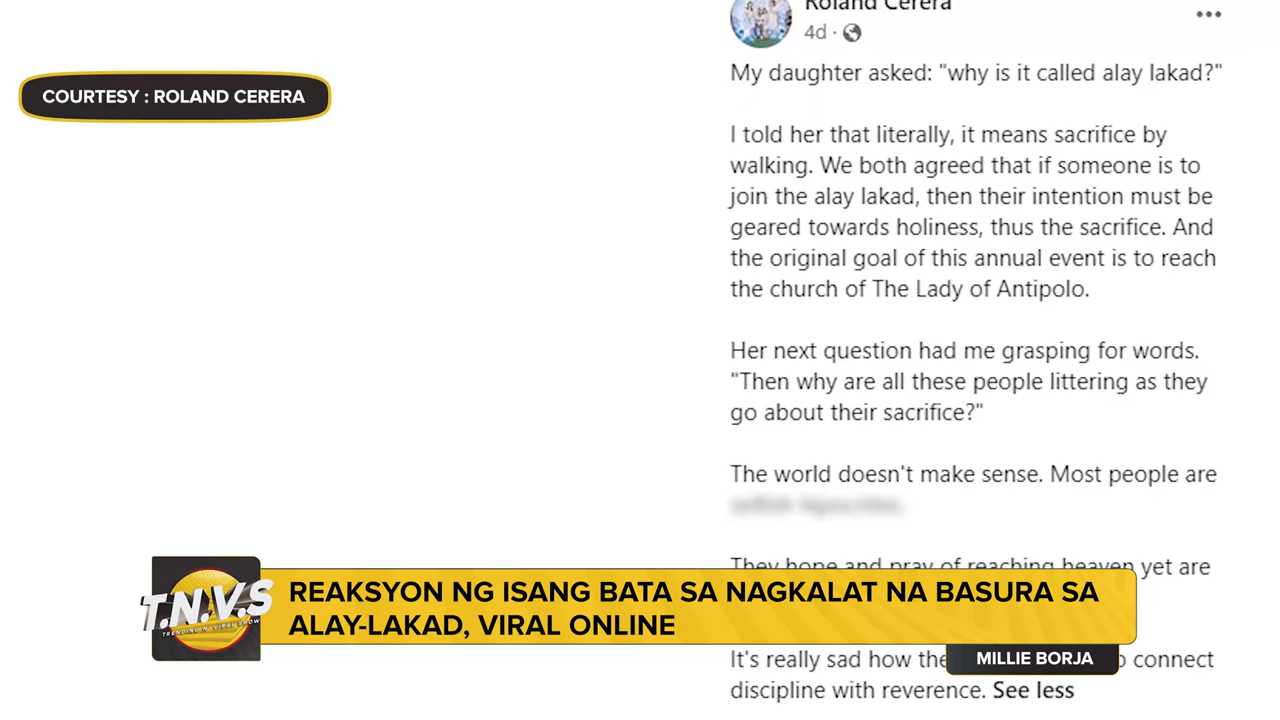 Roland Cerera
4d
COURTESY : ROLAND CERERA
My daughter asked: "why is it called alay lakad?"
I told her that literally, it means sacrifice by
walking. We both agreed that if someone is to
join the alay lakad, then their intention must be
geared towards holiness, thus the sacrifice. And
the original goal of this annual event is to reach
the church of The Lady of Antipolo.
Her next question had me grasping for words.
"Then why are all these people littering as they
go about their sacrifice?"
The world doesn't make sense. Most people are
They hope and pray of reaching heaven yet are
T.N.V.S
TRENDING N' VIRAL SHOW
REAKSYON NG ISANG BATA SA NAGKALAT NA BASURA SA
ALAY-LAKAD, VIRAL ONLINE
MILLIE BORJA
It's really sad how connect
discipline with reverence. See less